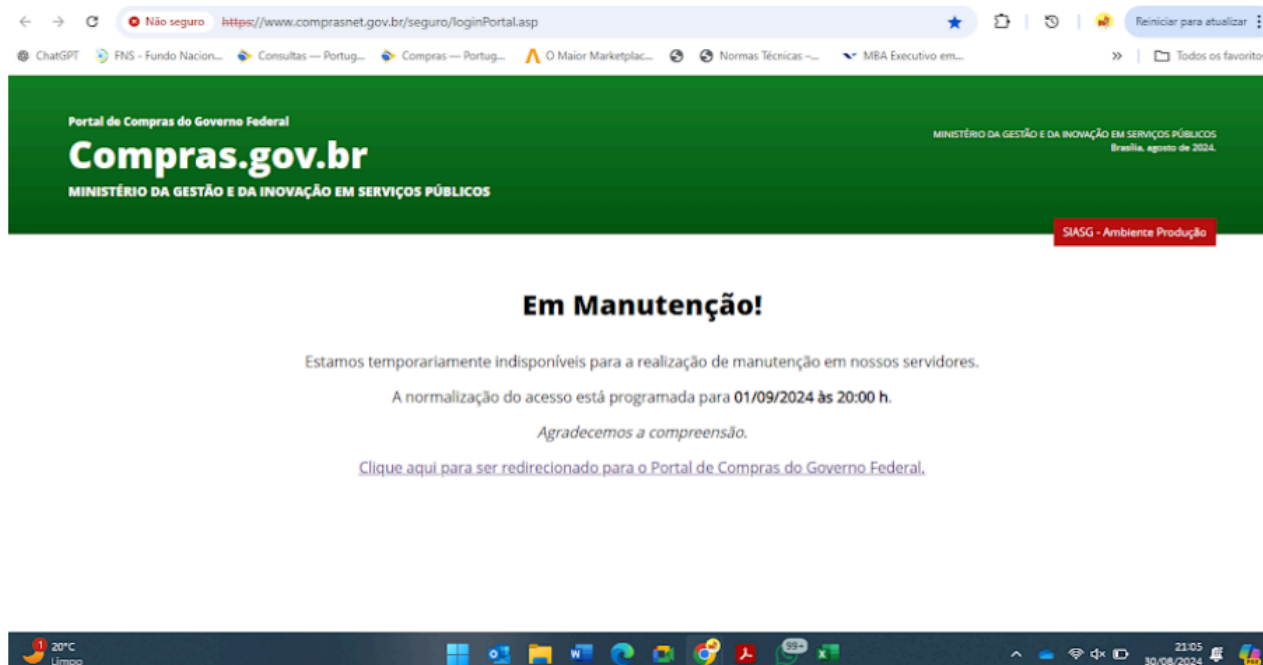 Não seguro https://www.comprasnet.gov.br/seguro/loginPortal.asp Reiniciar para atualizar
ChatGPT FNS - Fundo Nacion... Consultas — Portug... Compras — Portug... O Maior Marketplac... Normas Técnicas –... MBA Executivo em... » Todos os favoritos
Portal de Compras do Governo Federal
Compras.gov.br
MINISTÉRIO DA GESTÃO E DA INOVAÇÃO EM SERVIÇOS PÚBLICOS
MINISTÉRIO DA GESTÃO E DA INOVAÇÃO EM SERVIÇOS PÚBLICOS
Brasília, agosto de 2024.
SIASG - Ambiente Produção
Em Manutenção!
Estamos temporariamente indisponíveis para a realização de manutenção em nossos servidores.
A normalização do acesso está programada para 01/09/2024 às 20:00 h.
Agradecemos a compreensão.
Clique aqui para ser redirecionado para o Portal de Compras do Governo Federal.
1 20°C
Limpo
99+
21:05
30/08/2024
PRE